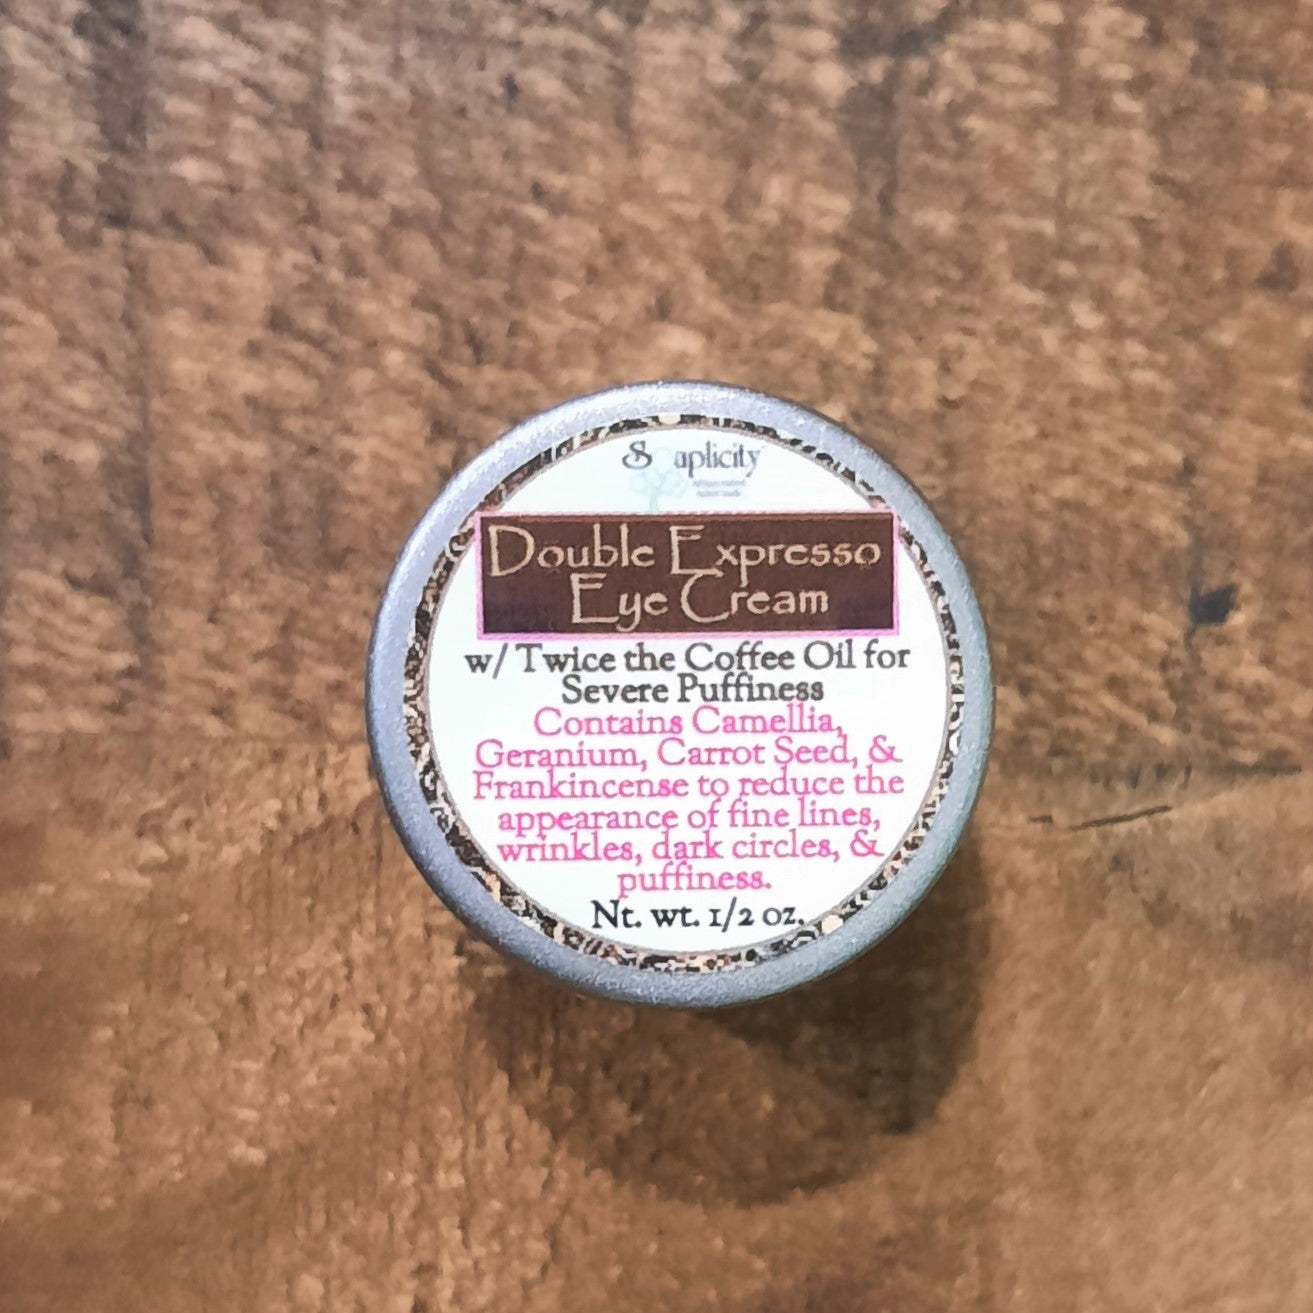 Soaplicity
Double Expresso
Eye Cream
w/ Twice the Coffee Oil for
Severe Puffiness
Contains Camellia,
Geranium, Carrot Seed, &
Frankincense to reduce the
appearance of fine lines,
wrinkles, dark circles, &
puffiness.
Nt. wt. 1/2 oz.